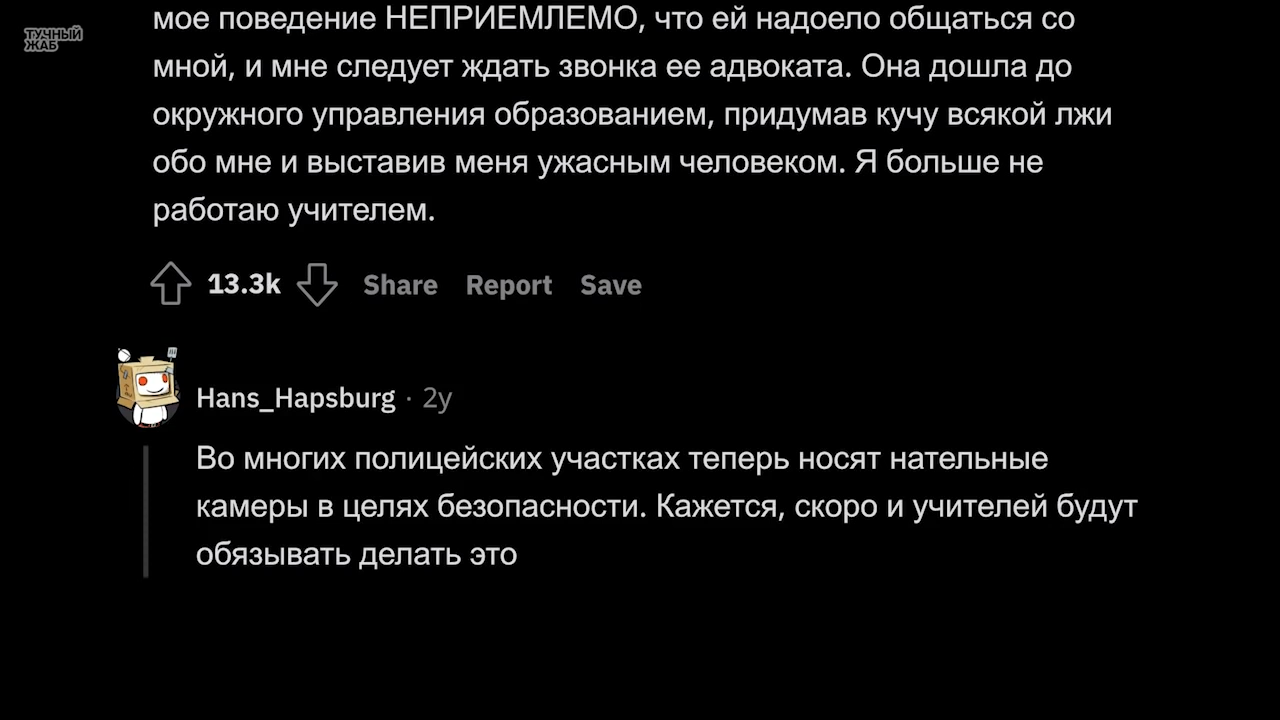 ТУЧНЫЙ
ЖАБ
мое поведение НЕПРИЕМЛЕМО, что ей надоело общаться со
мной, и мне следует ждать звонка ее адвоката. Она дошла до
окружного управления образованием, придумав кучу всякой лжи
обо мне и выставив меня ужасным человеком. Я больше не
работаю учителем.
13.3k Share Report Save
Hans_Hapsburg · 2y
Во многих полицейских участках теперь носят нательные
камеры в целях безопасности. Кажется, скоро и учителей будут
обязывать делать это